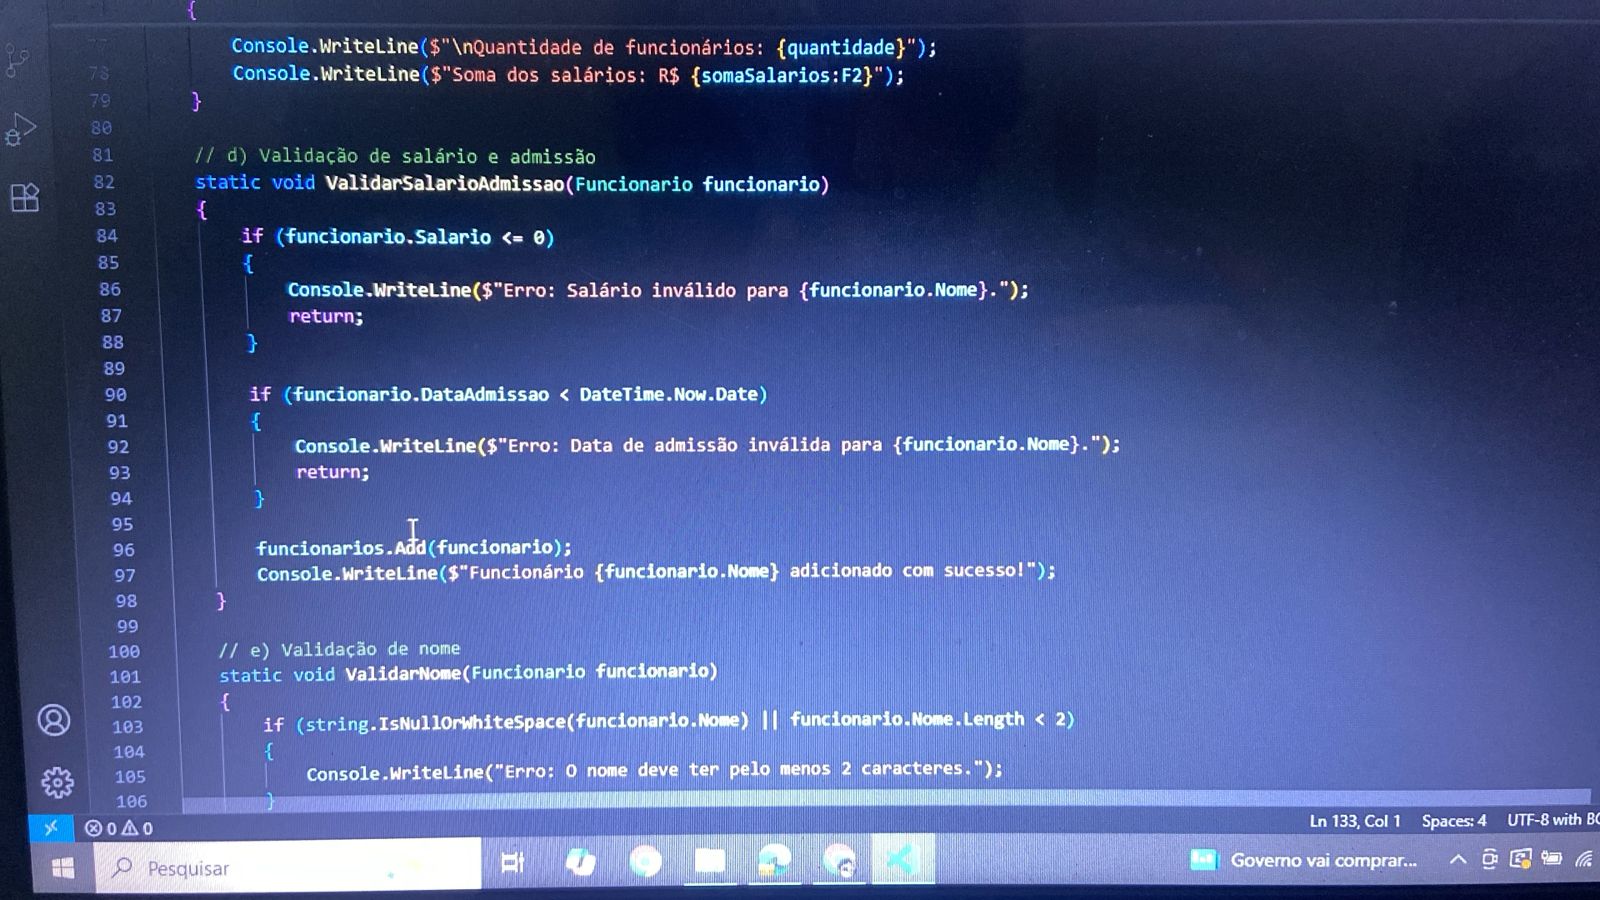 {
Console.WriteLine($"\nQuantidade de funcionários: {quantidade}");
78 Console.WriteLine($"Soma dos salários: R$ {somaSalarios:F2}");
79 }
80
81 // d) Validação de salário e admissão
82 static void ValidarSalarioAdmissao(Funcionario funcionario)
83 {
84 if (funcionario.Salario <= 0)
85 {
86 Console.WriteLine($"Erro: Salário inválido para {funcionario.Nome}.");
87 return;
88 }
89
90 if (funcionario.DataAdmissao < DateTime.Now.Date)
91 {
92 Console.WriteLine($"Erro: Data de admissão inválida para {funcionario.Nome}.");
93 return;
94 }
95
96 funcionarios.Add(funcionario);
97 Console.WriteLine($"Funcionário {funcionario.Nome} adicionado com sucesso!");
98 }
99
100 // e) Validação de nome
101 static void ValidarNome(Funcionario funcionario)
102 {
103 if (string.IsNullOrWhiteSpace(funcionario.Nome) || funcionario.Nome.Length < 2)
104 {
105 Console.WriteLine("Erro: O nome deve ter pelo menos 2 caracteres.");
106 }
0 0 Ln 133, Col 1 Spaces: 4 UTF-8 with BO
Pesquisar Governo vai comprar...